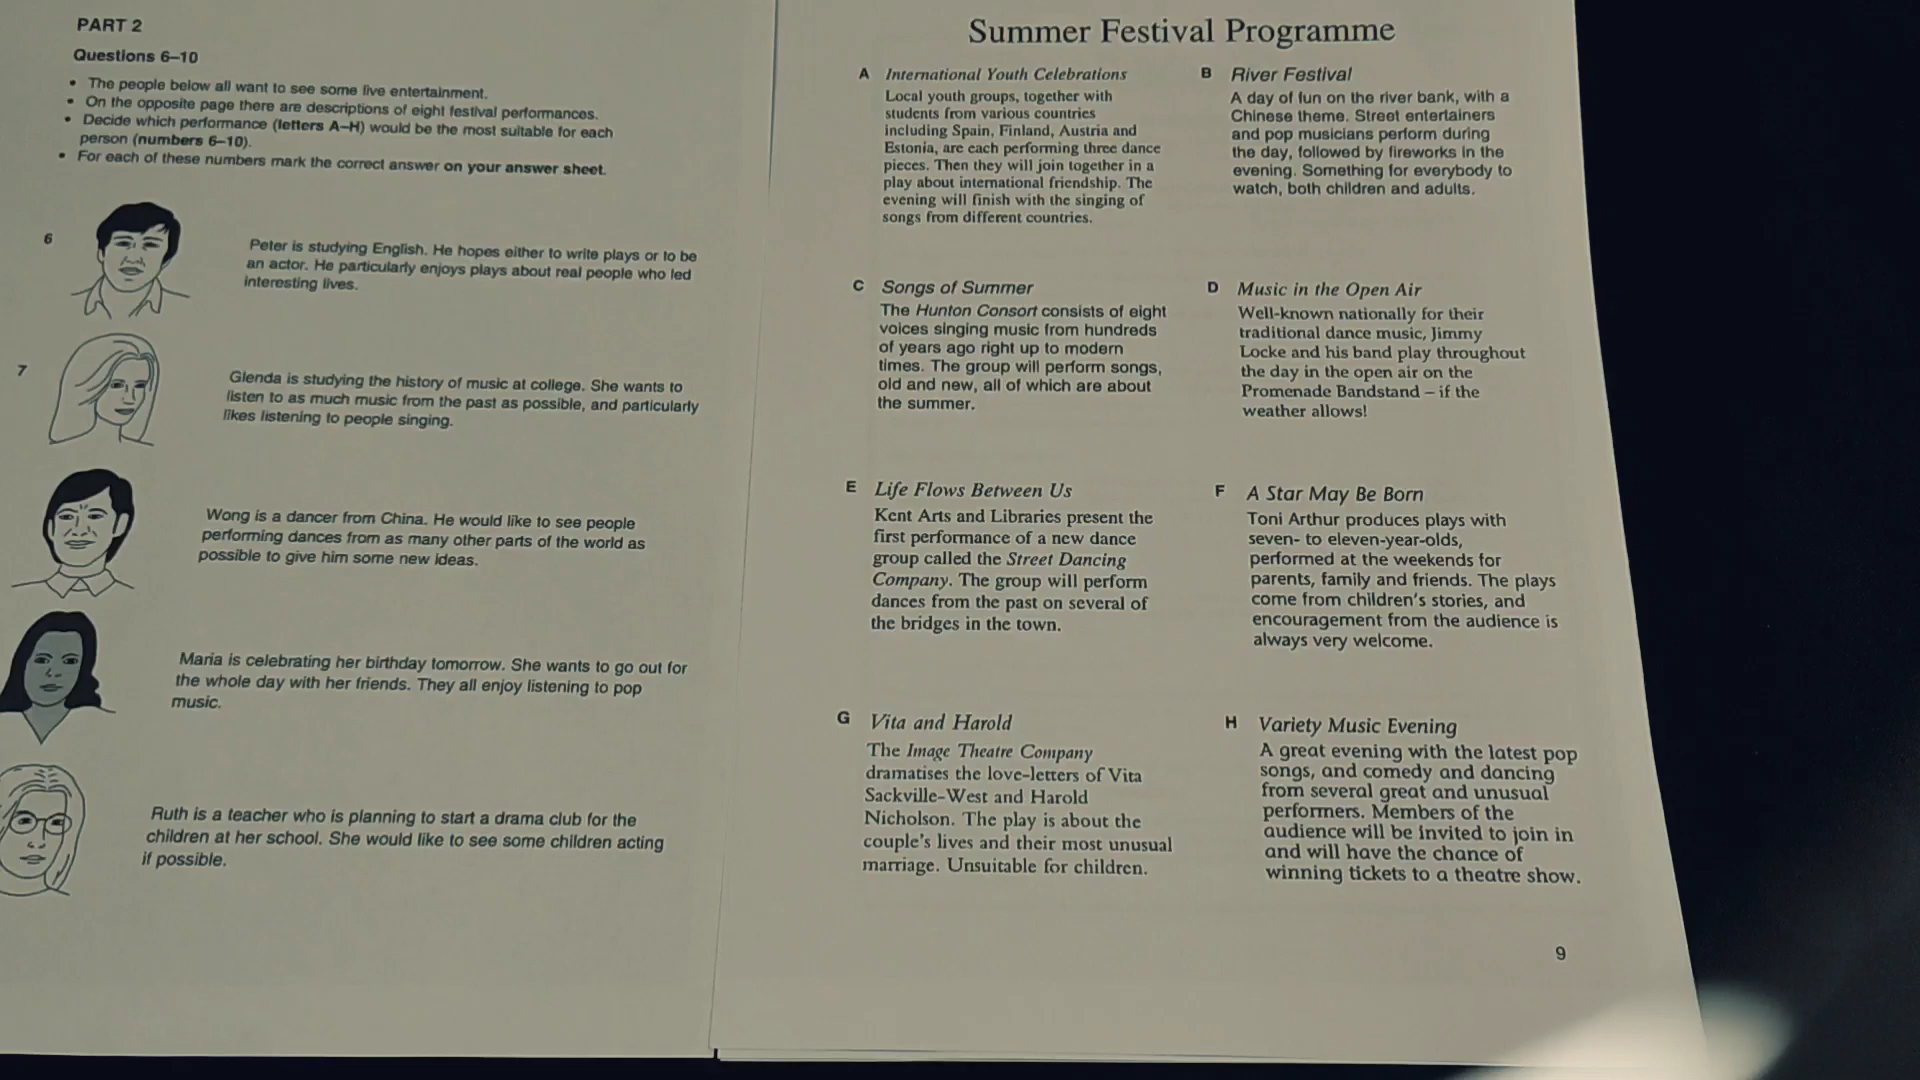 PART 2
Questions 6–10
• The people below all want to see some live entertainment.
• On the opposite page there are descriptions of eight festival performances.
• Decide which performance (letters A–H) would be the most suitable for each
person (numbers 6–10).
• For each of these numbers mark the correct answer on your answer sheet.
6
Peter is studying English. He hopes either to write plays or to be
an actor. He particularly enjoys plays about real people who led
interesting lives.
7
Glenda is studying the history of music at college. She wants to
listen to as much music from the past as possible, and particularly
likes listening to people singing.
Wong is a dancer from China. He would like to see people
performing dances from as many other parts of the world as
possible to give him some new ideas.
Maria is celebrating her birthday tomorrow. She wants to go out for
the whole day with her friends. They all enjoy listening to pop
music.
Ruth is a teacher who is planning to start a drama club for the
children at her school. She would like to see some children acting
if possible.
Summer Festival Programme
A International Youth Celebrations
Local youth groups, together with
students from various countries
including Spain, Finland, Austria and
Estonia, are each performing three dance
pieces. Then they will join together in a
play about international friendship. The
evening will finish with the singing of
songs from different countries.
B River Festival
A day of fun on the river bank, with a
Chinese theme. Street entertainers
and pop musicians perform during
the day, followed by fireworks in the
evening. Something for everybody to
watch, both children and adults.
C Songs of Summer
The Hunton Consort consists of eight
voices singing music from hundreds
of years ago right up to modern
times. The group will perform songs,
old and new, all of which are about
the summer.
D Music in the Open Air
Well-known nationally for their
traditional dance music, Jimmy
Locke and his band play throughout
the day in the open air on the
Promenade Bandstand – if the
weather allows!
E Life Flows Between Us
Kent Arts and Libraries present the
first performance of a new dance
group called the Street Dancing
Company. The group will perform
dances from the past on several of
the bridges in the town.
F A Star May Be Born
Toni Arthur produces plays with
seven- to eleven-year-olds,
performed at the weekends for
parents, family and friends. The plays
come from children's stories, and
encouragement from the audience is
always very welcome.
G Vita and Harold
The Image Theatre Company
dramatises the love-letters of Vita
Sackville-West and Harold
Nicholson. The play is about the
couple's lives and their most unusual
marriage. Unsuitable for children.
H Variety Music Evening
A great evening with the latest pop
songs, and comedy and dancing
from several great and unusual
performers. Members of the
audience will be invited to join in
and will have the chance of
winning tickets to a theatre show.
9